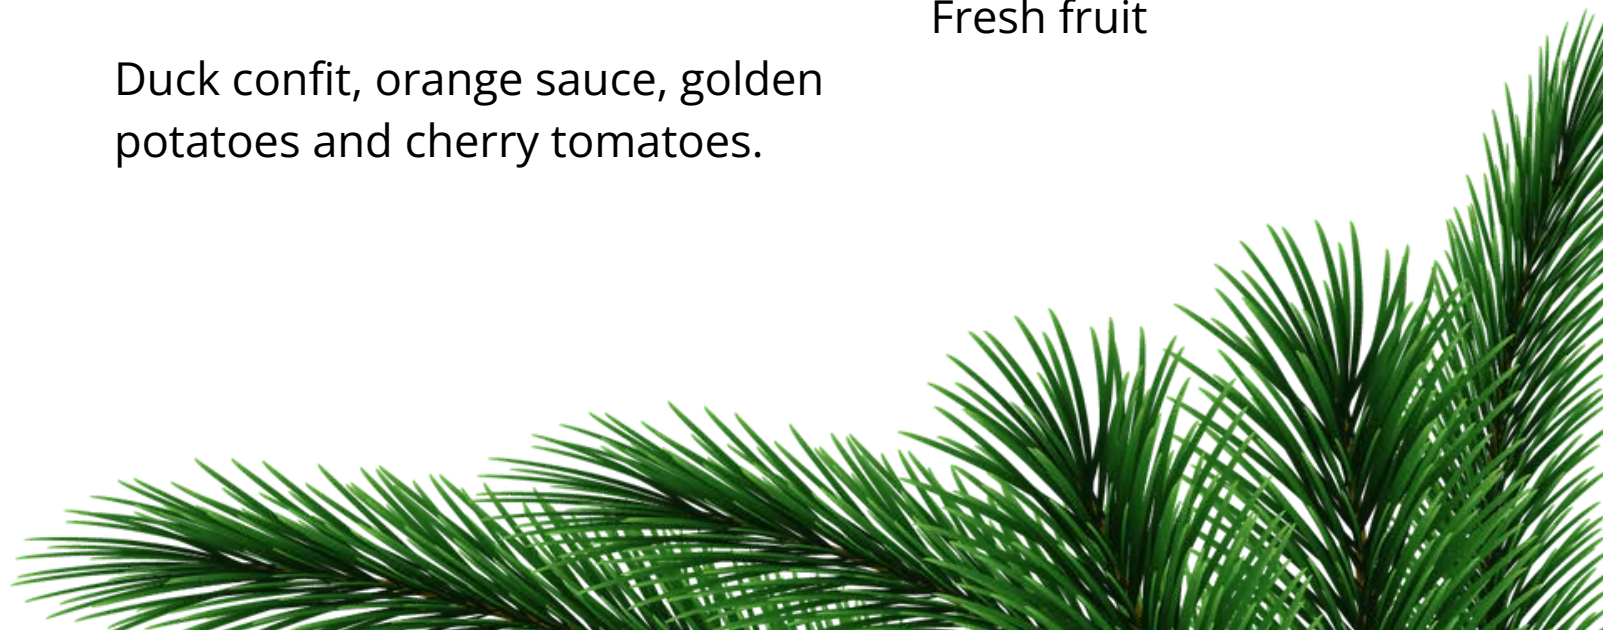 Fresh fruit
Duck confit, orange sauce, golden
potatoes and cherry tomatoes.